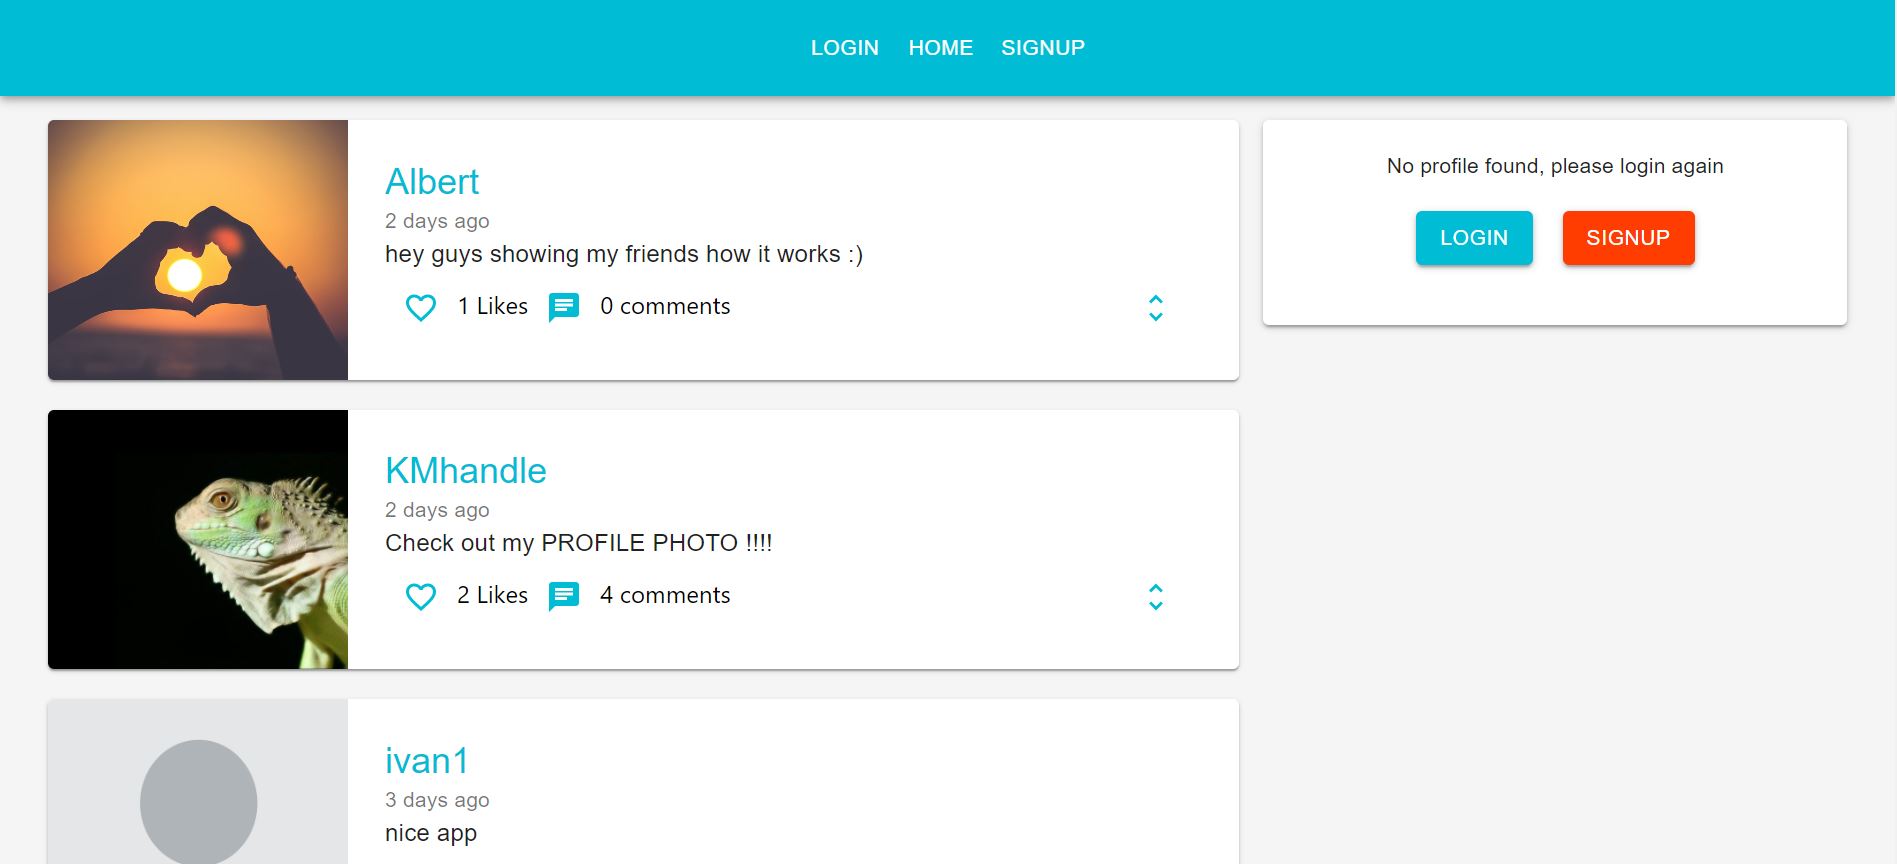 LOGIN HOME SIGNUP
Albert
2 days ago
hey guys showing my friends how it works :)
1 Likes 0 comments
KMhandle
2 days ago
Check out my PROFILE PHOTO !!!!
2 Likes 4 comments
ivan1
3 days ago
nice app
No profile found, please login again
LOGIN SIGNUP